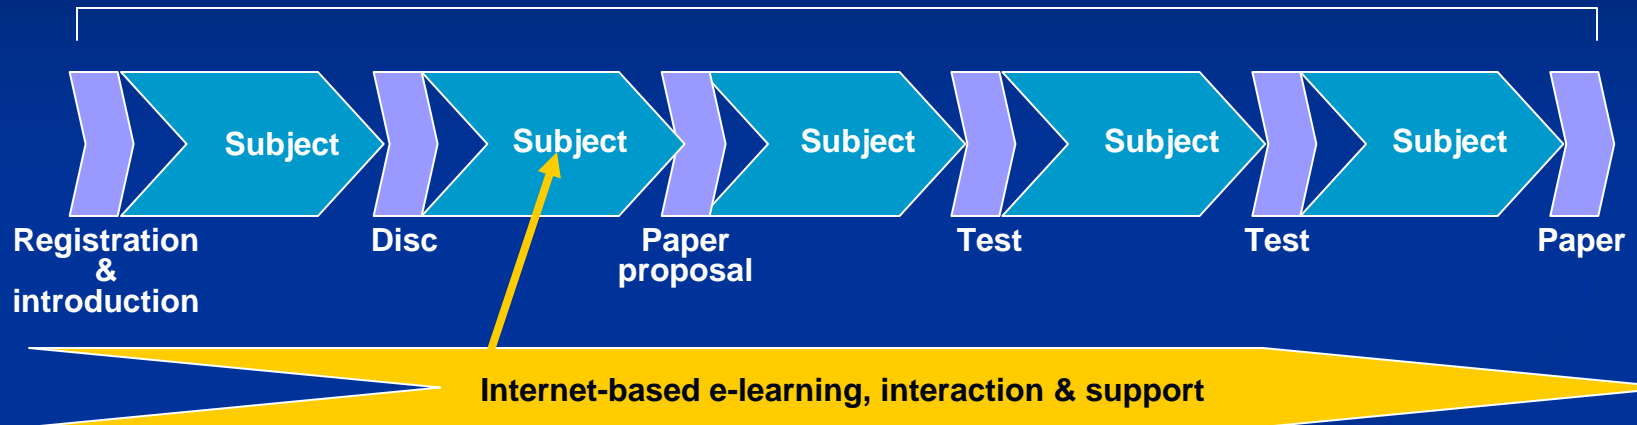 Subject
Subject
Subject
Subject
Subject
Registration
&
introduction
Disc
Paper
proposal
Test
Test
Paper
Internet-based e-learning, interaction & support